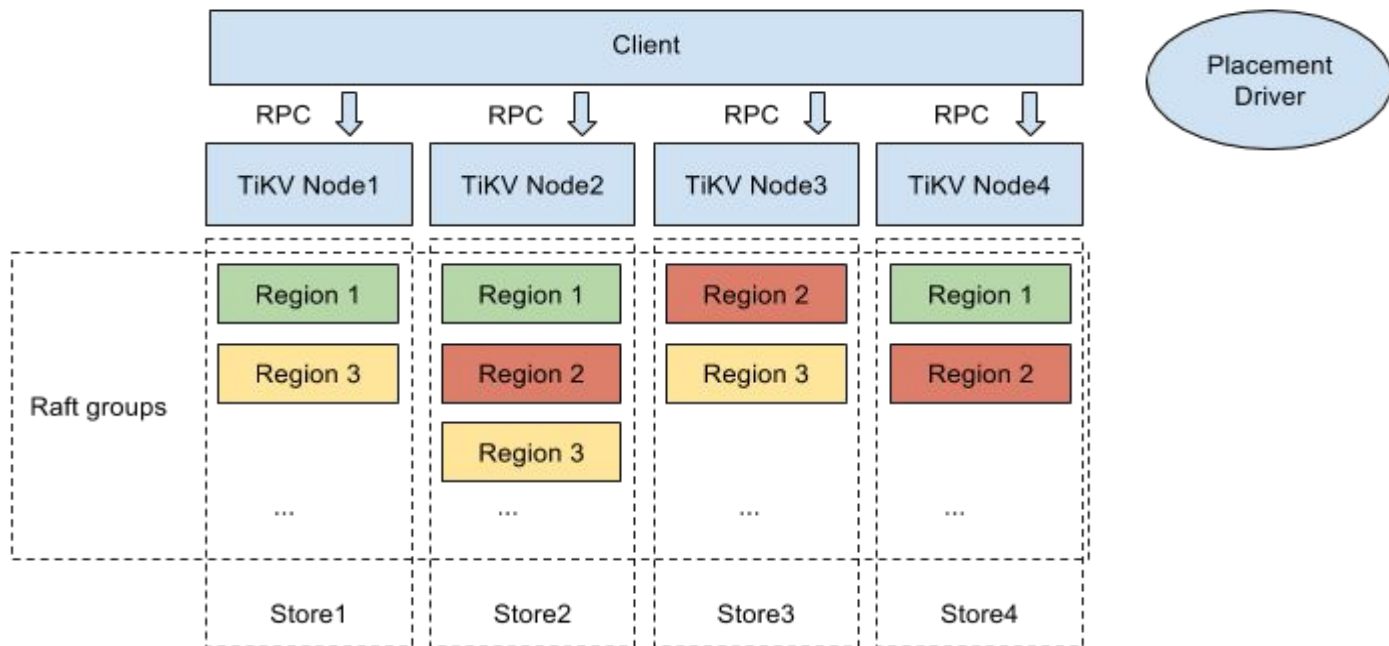 Client
Placement
Driver
RPC RPC RPC RPC
TiKV Node1 TiKV Node2 TiKV Node3 TiKV Node4
Region 1 Region 1 Region 2 Region 1
Region 3 Region 2 Region 3 Region 2
Raft groups
Region 3
... ... ... ...
Store1 Store2 Store3 Store4